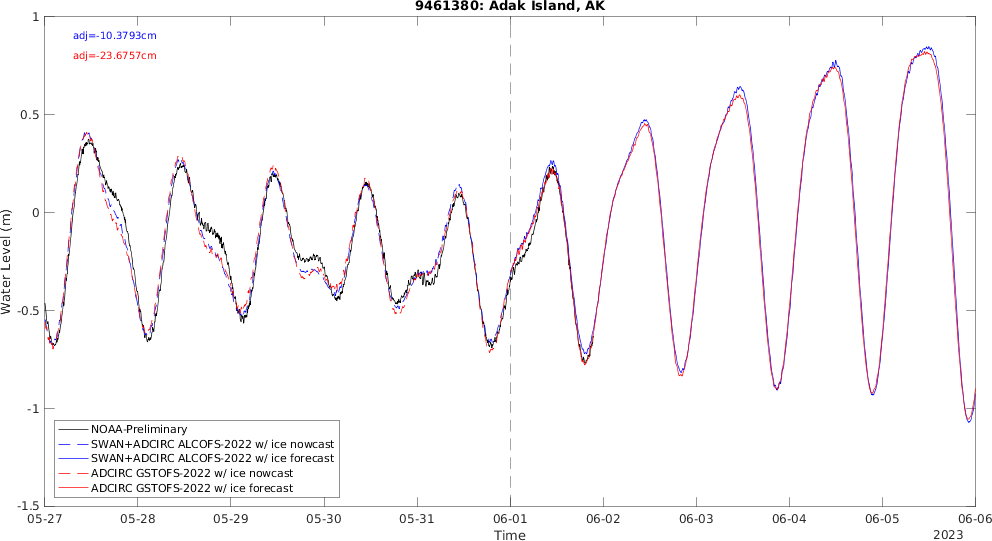 9461380: Adak Island, AK
adj=-10.3793cm
adj=-23.6757cm
Water Level (m)
1
0.5
0
-0.5
-1
-1.5
NOAA-Preliminary
SWAN+ADCIRC ALCOFS-2022 w/ ice nowcast
SWAN+ADCIRC ALCOFS-2022 w/ ice forecast
ADCIRC GSTOFS-2022 w/ ice nowcast
ADCIRC GSTOFS-2022 w/ ice forecast
05-27 05-28 05-29 05-30 05-31 06-01 06-02 06-03 06-04 06-05 06-06
Time
2023